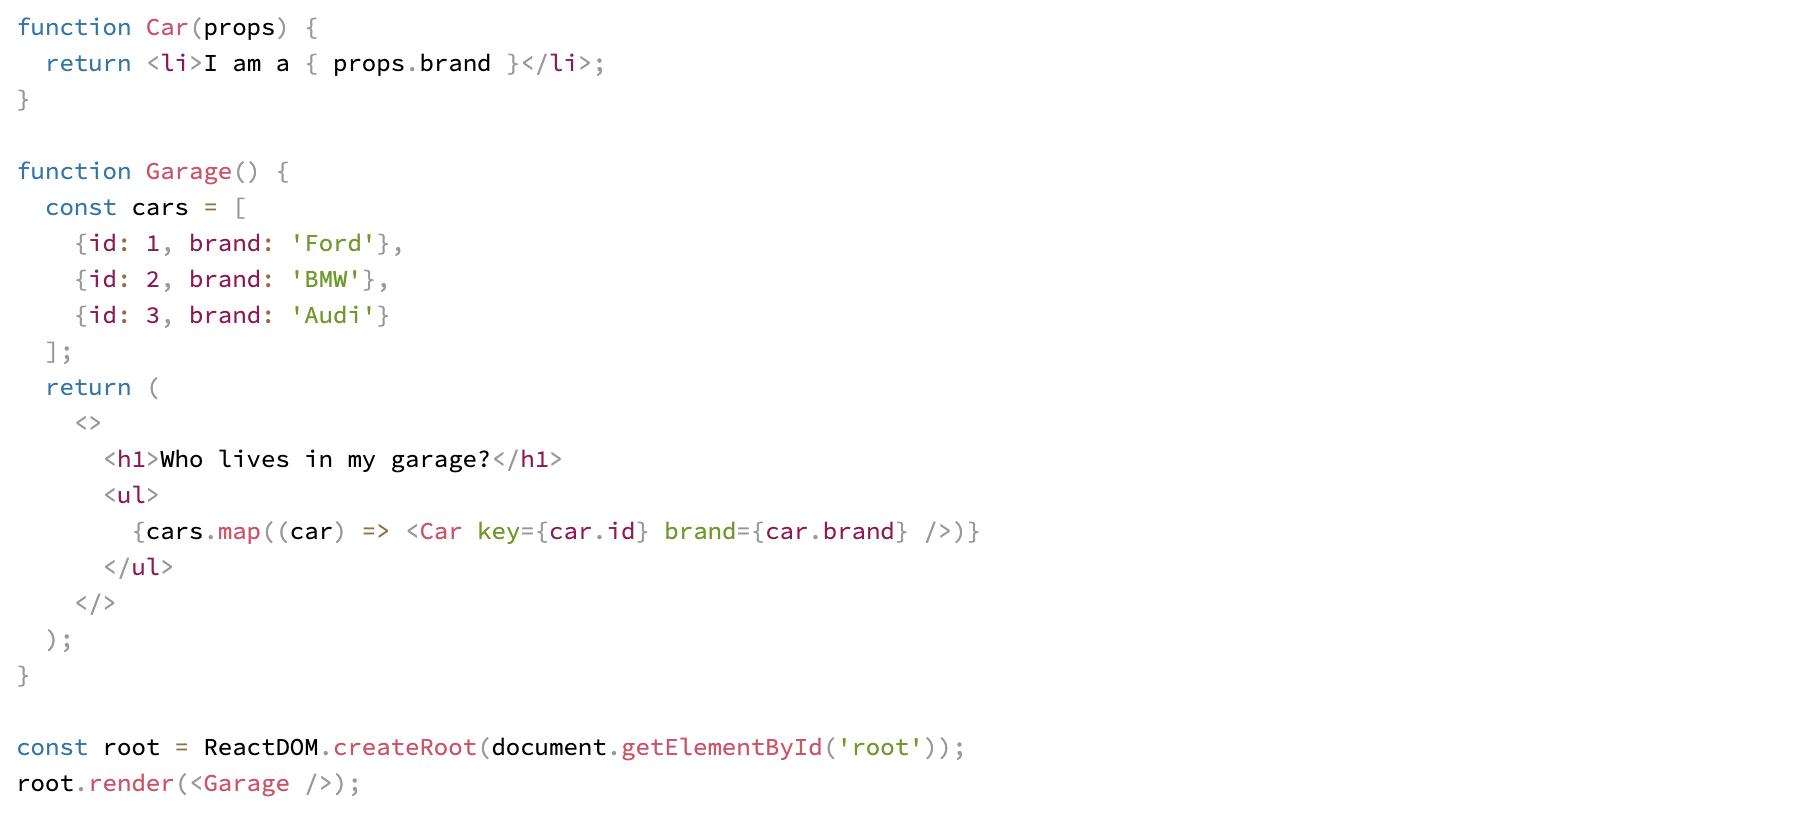 function Car(props) {
  return <li>I am a { props.brand }</li>;
}

function Garage() {
  const cars = [
    {id: 1, brand: 'Ford'},
    {id: 2, brand: 'BMW'},
    {id: 3, brand: 'Audi'}
  ];
  return (
    <>
      <h1>Who lives in my garage?</h1>
      <ul>
        {cars.map((car) => <Car key={car.id} brand={car.brand} />)}
      </ul>
    </>
  );
}

const root = ReactDOM.createRoot(document.getElementById('root'));
root.render(<Garage />);